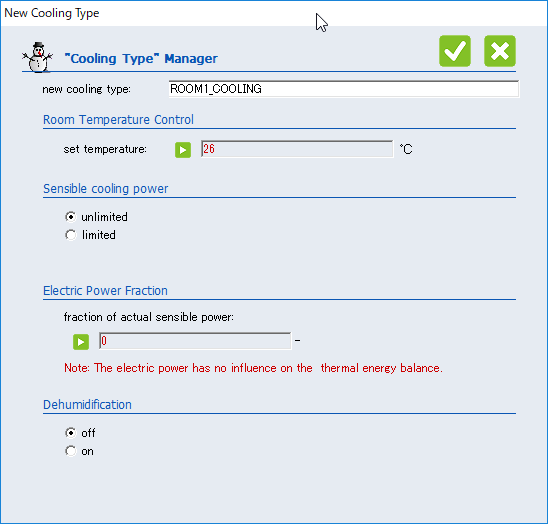 New Cooling Type
"Cooling Type" Manager
new cooling type: ROOM1_COOLING
Room Temperature Control
set temperature: 26 °C
Sensible cooling power
unlimited
limited
Electric Power Fraction
fraction of actual sensible power:
0 -
Note: The electric power has no influence on the thermal energy balance.
Dehumidification
off
on